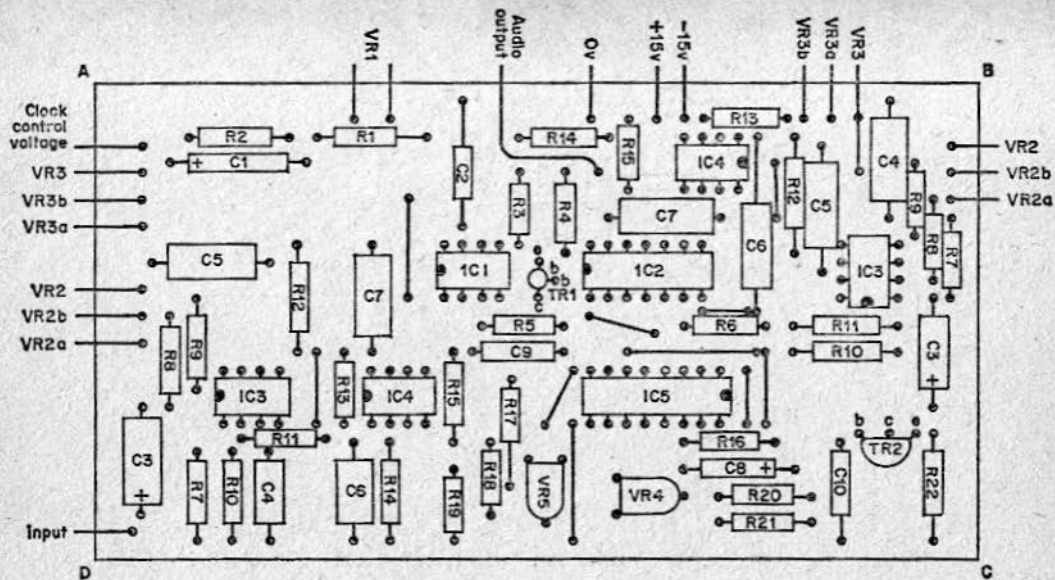 A
B
VR1
Audio output
0v
+15v
-15v
VR3b
VR3a
VR3
Clock
control
voltage
VR3
VR3b
VR3a
VR2
VR2b
VR2a
Input
VR2
VR2b
VR2a
R2
+ C1
R1
C2
R14
R15
R13
IC4
R12
C5
C4
R9
R8
R7
R3
R4
C7
C6
C5
R12
C7
1C1
e
b
b
TR1
c
1C2
IC3
R8
R9
R5
C9
R6
R11
R10
C3
+
IC3
R13
IC4
R15
R17
IC5
R11
R16
C8 +
b
c
e
TR2
C3
+
R7
R10
C4
C6
R14
R19
R18
VR5
VR4
R20
R21
C10
R22
D
C